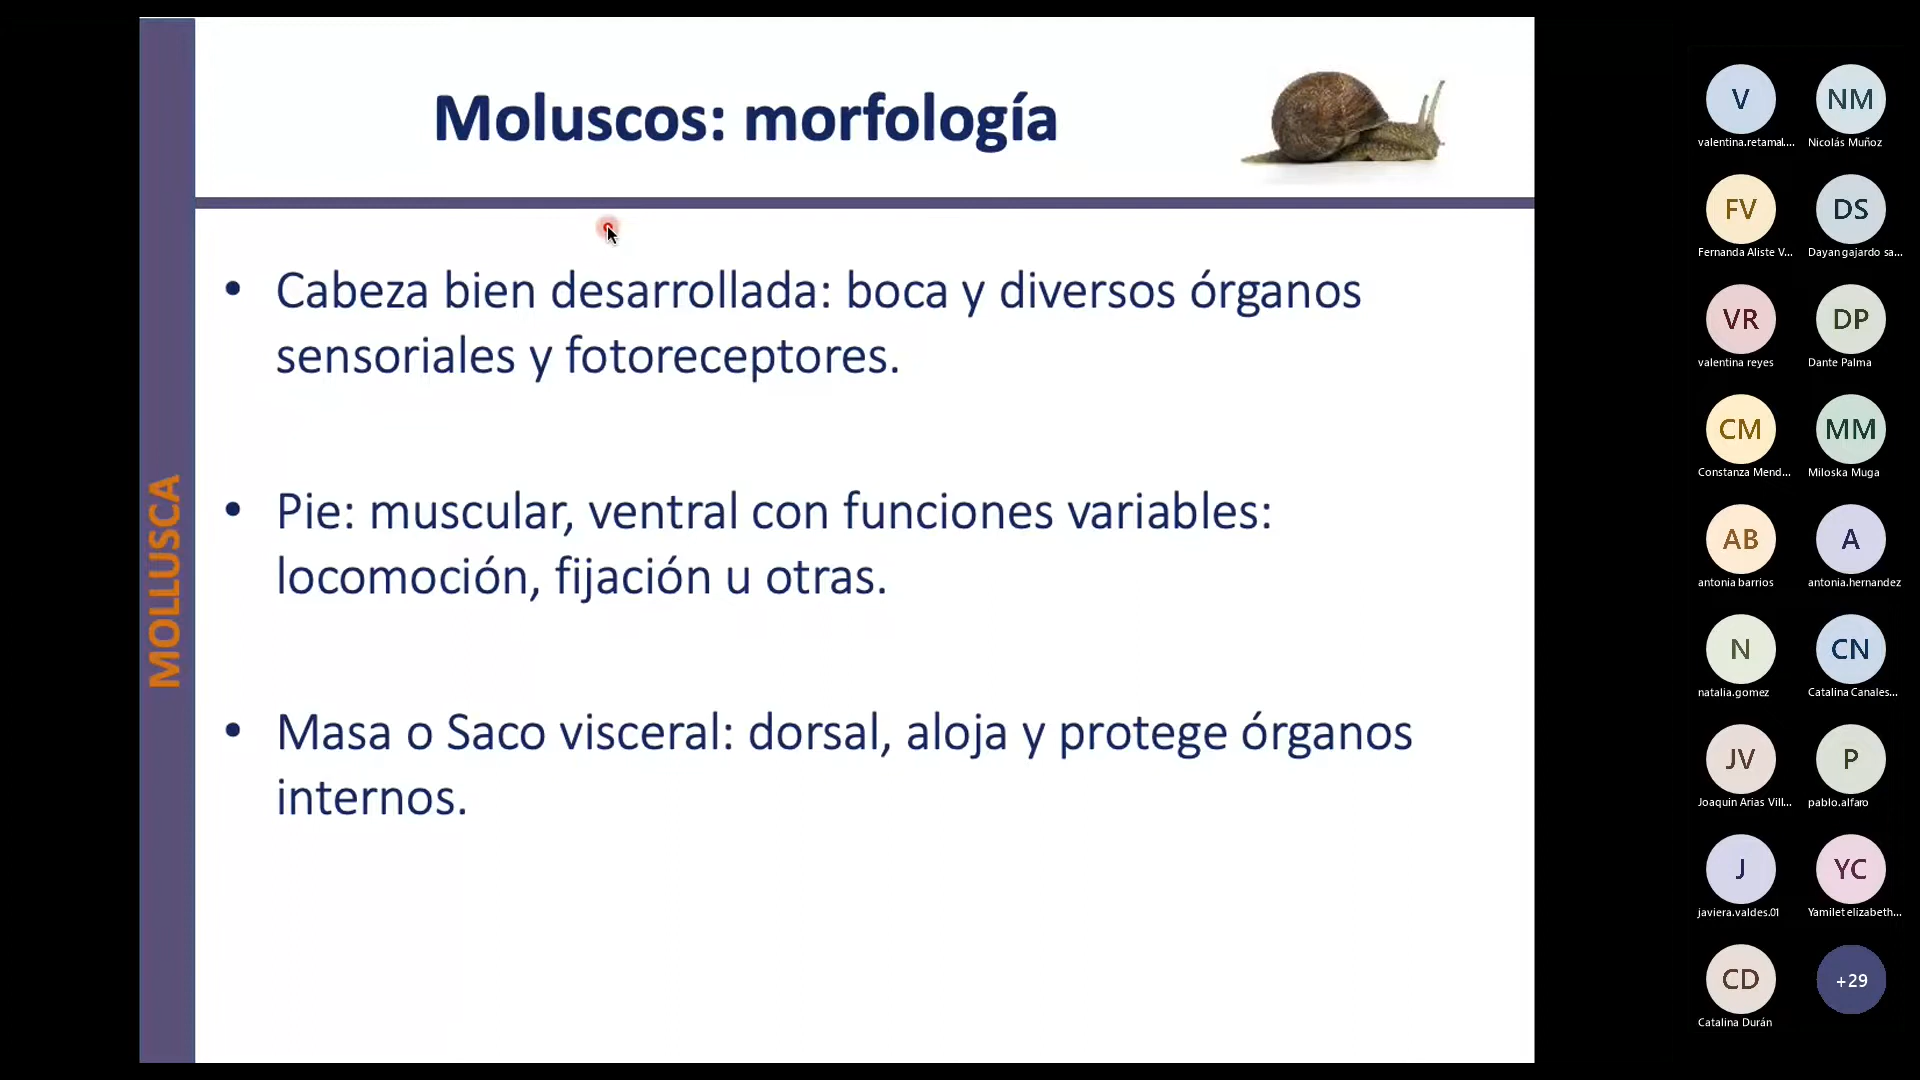 Moluscos: morfología
• Cabeza bien desarrollada: boca y diversos órganos
sensoriales y fotoreceptores.
• Pie: muscular, ventral con funciones variables:
locomoción, fijación u otras.
• Masa o Saco visceral: dorsal, aloja y protege órganos
internos.
MOLLUSCA
V
valentina.retamal....
NM
Nicolás Muñoz
FV
Fernanda Aliste V...
DS
Dayan gajardo sa...
VR
valentina reyes
DP
Dante Palma
CM
Constanza Mend...
MM
Miloska Muga
AB
antonia barrios
A
antonia.hernandez
N
natalia.gomez
CN
Catalina Canales...
JV
Joaquin Arias Vill...
P
pablo.alfaro
J
javiera.valdes.01
YC
Yamilet elizabeth...
CD
Catalina Durán
+29